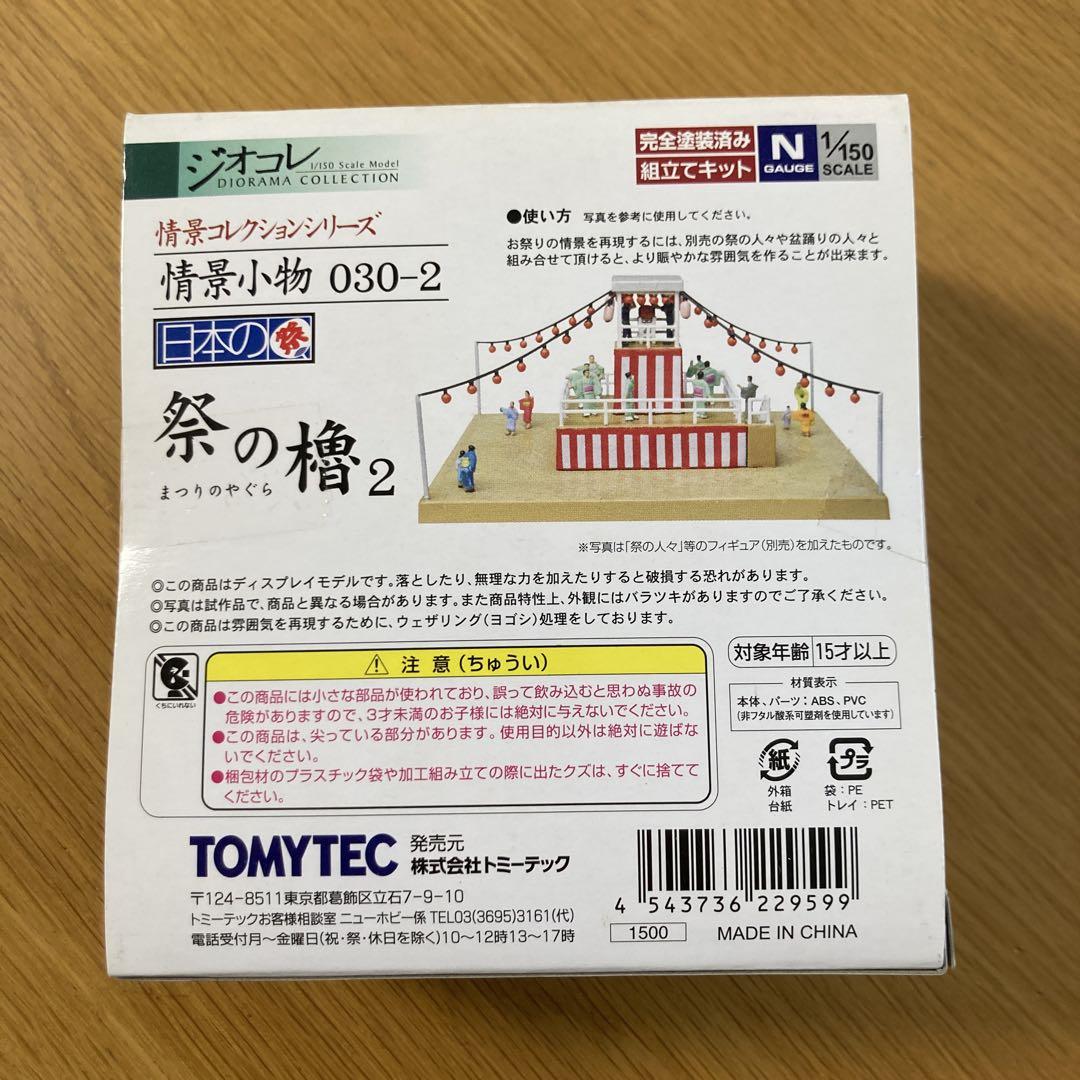 ジオコレ
1/150 Scale Model
DIORAMA COLLECTION
完全塗装済み
組立てキット
N
GAUGE
1/150
SCALE
情景コレクションシリーズ
情景小物 030-2
日本の祭
祭の櫓2
まつりのやぐら
●使い方 写真を参考に使用してください。
お祭りの情景を再現するには、別売の祭の人々や盆踊りの人々と
組み合せて頂けると、より賑やかな雰囲気を作ることが出来ます。
※写真は「祭の人々」等のフィギュア(別売)を加えたものです。
◎この商品はディスプレイモデルです。落としたり、無理な力を加えたりすると破損する恐れがあります。
◎写真は試作品で、商品と異なる場合があります。また商品特性上、外観にはバラツキがありますのでご了承ください。
◎この商品は雰囲気を再現するために、ウェザリング(ヨゴシ)処理をしております。
くちにいれない
⚠ 注意(ちゅうい)
●この商品には小さな部品が使われており、誤って飲み込むと思わぬ事故の
危険がありますので、3才未満のお子様には絶対に与えないでください。
●この商品は、尖っている部分があります。使用目的以外は絶対に遊ばな
いでください。
●梱包材のプラスチック袋や加工組み立ての際に出たクズは、すぐに捨てて
ください。
対象年齢 15才以上
材質表示
本体、パーツ:ABS、PVC
(非フタル酸系可塑剤を使用しています)
紙
外箱
台紙
プラ
袋:PE
トレイ:PET
TOMYTEC
発売元
株式会社トミーテック
〒124-8511東京都葛飾区立石7-9-10
トミーテックお客様相談室 ニューホビー係 TEL03(3695)3161(代)
電話受付月〜金曜日(祝・祭・休日を除く)10〜12時13〜17時
4 543736 229599
1500
MADE IN CHINA